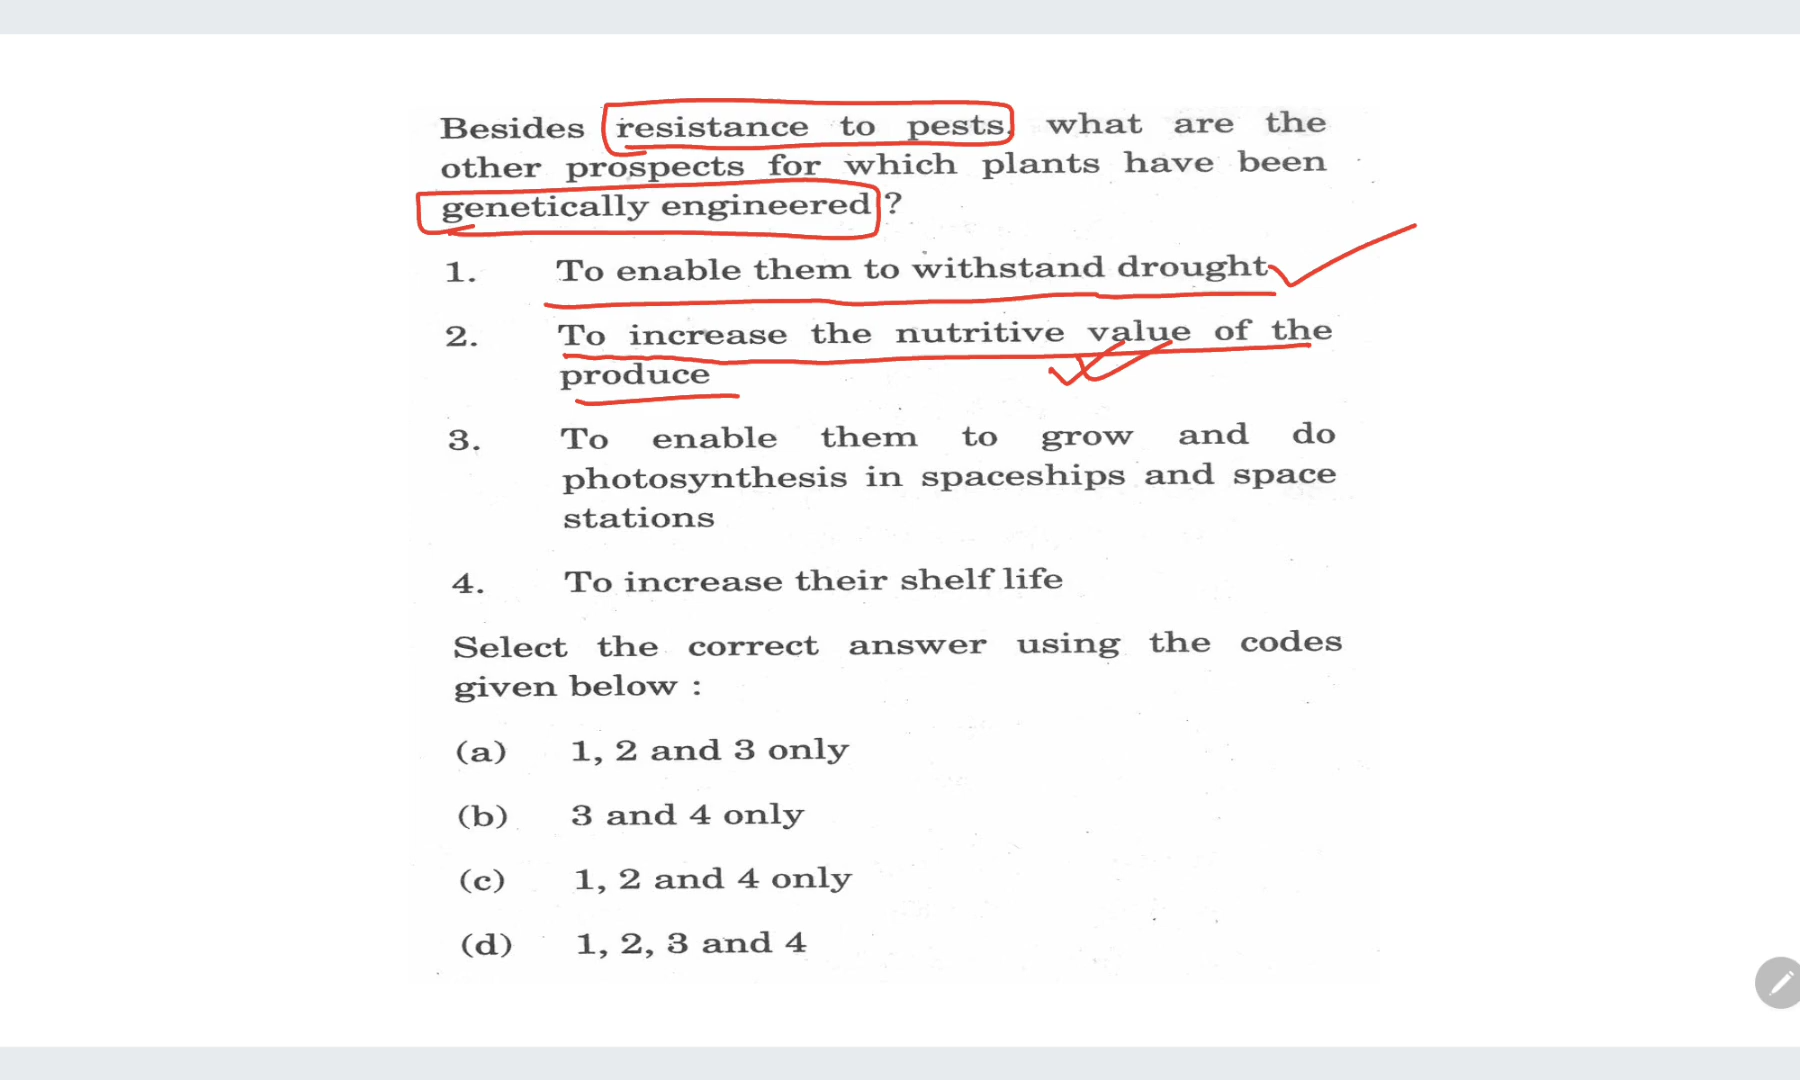 Besides resistance to pests, what are the
other prospects for which plants have been
genetically engineered ?
1. To enable them to withstand drought
2. To increase the nutritive value of the
produce
3. To enable them to grow and do
photosynthesis in spaceships and space
stations
4. To increase their shelf life
Select the correct answer using the codes
given below :
(a) 1, 2 and 3 only
(b) 3 and 4 only
(c) 1, 2 and 4 only
(d) 1, 2, 3 and 4